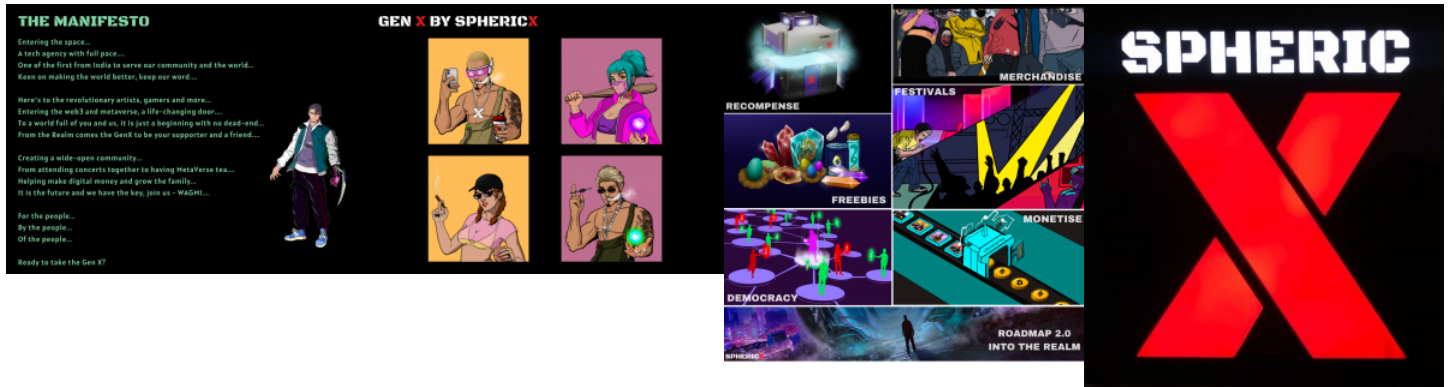 THE MANIFESTO
Entering the space...
A tech agency with full pace....
One of the first from India to serve our community and the world...
Keen on making the world better, keep our word....
Here's to the revolutionary artists, gamers and more...
Entering the web3 and metaverse, a life-changing door....
To a world full of you and us, it is just a beginning with no dead-end...
From the Realm comes the GenX to be your supporter and a friend....
Creating a wide-open community...
From attending concerts together to having MetaVerse tea....
Helping make digital money and grow the family...
It is the future and we have the key, join us - WAGMI....
For the people...
By the people...
Of the people...
Ready to take the Gen X?
GEN X BY SPHERICX
X
RECOMPENSE
MERCHANDISE
FESTIVALS
FREEBIES
MONETISE
DEMOCRACY
ROADMAP 2.0
INTO THE REALM
SPHERICX
SPHERIC
X